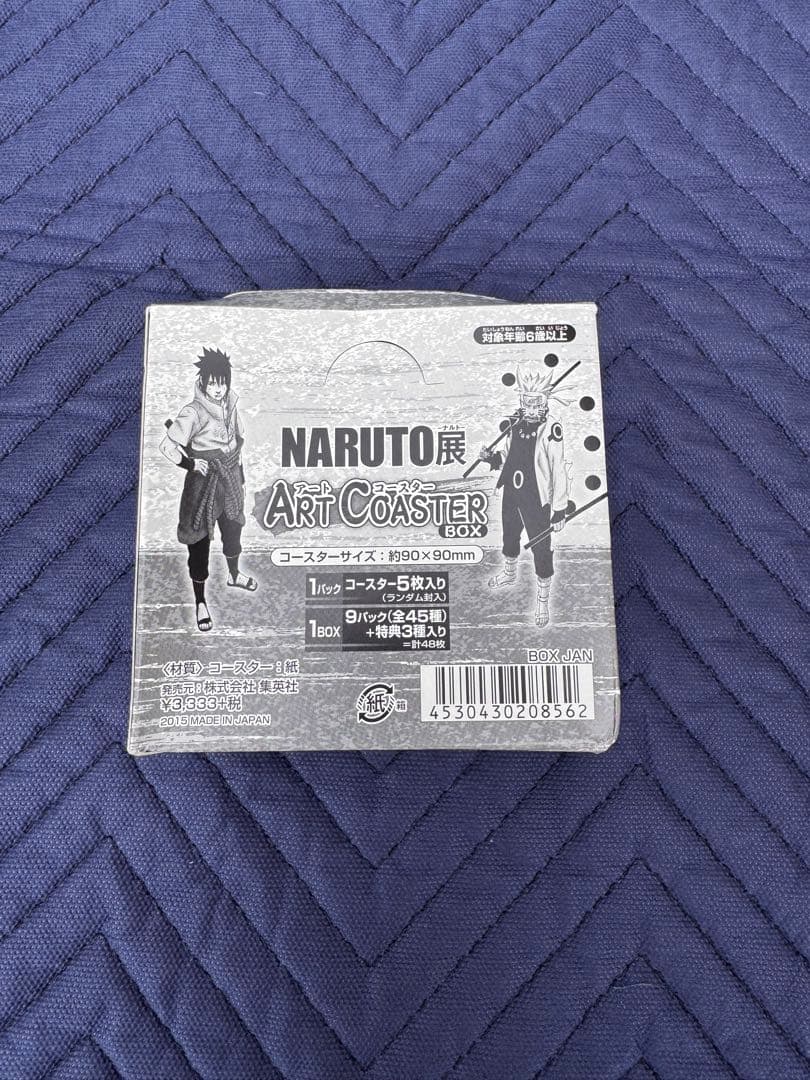 たいしょうねんれい さいいじょう
対象年齢6歳以上
ナルト
NARUTO展
アート コースター
ART COASTER
BOX
コースターサイズ：約90×90mm
1パック コースター5枚入り
(ランダム封入)
1BOX 9パック(全45種)
+特典3種入り
=計48枚
〈材質〉コースター：紙
発売元：株式会社 集英社
¥3,333+税
2015 MADE IN JAPAN
紙 箱
BOX JAN
4530430208562